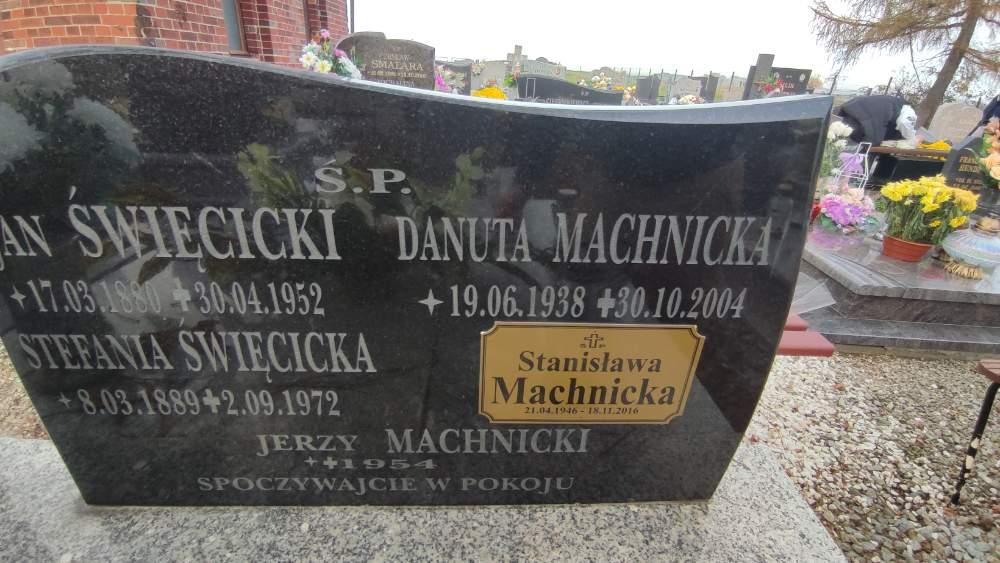 Ś.P.
JAN ŚWIĘCICKI
17.03.1880 30.04.1952
STEFANIA ŚWIĘCICKA
8.03.1889 2.09.1972
DANUTA MACHNICKA
19.06.1938 30.10.2004
Ś P
Stanisława
Machnicka
21.04.1946 - 18.11.2016
JERZY MACHNICKI
1954
SPOCZYWAJCIE W POKOJU
SMALARA